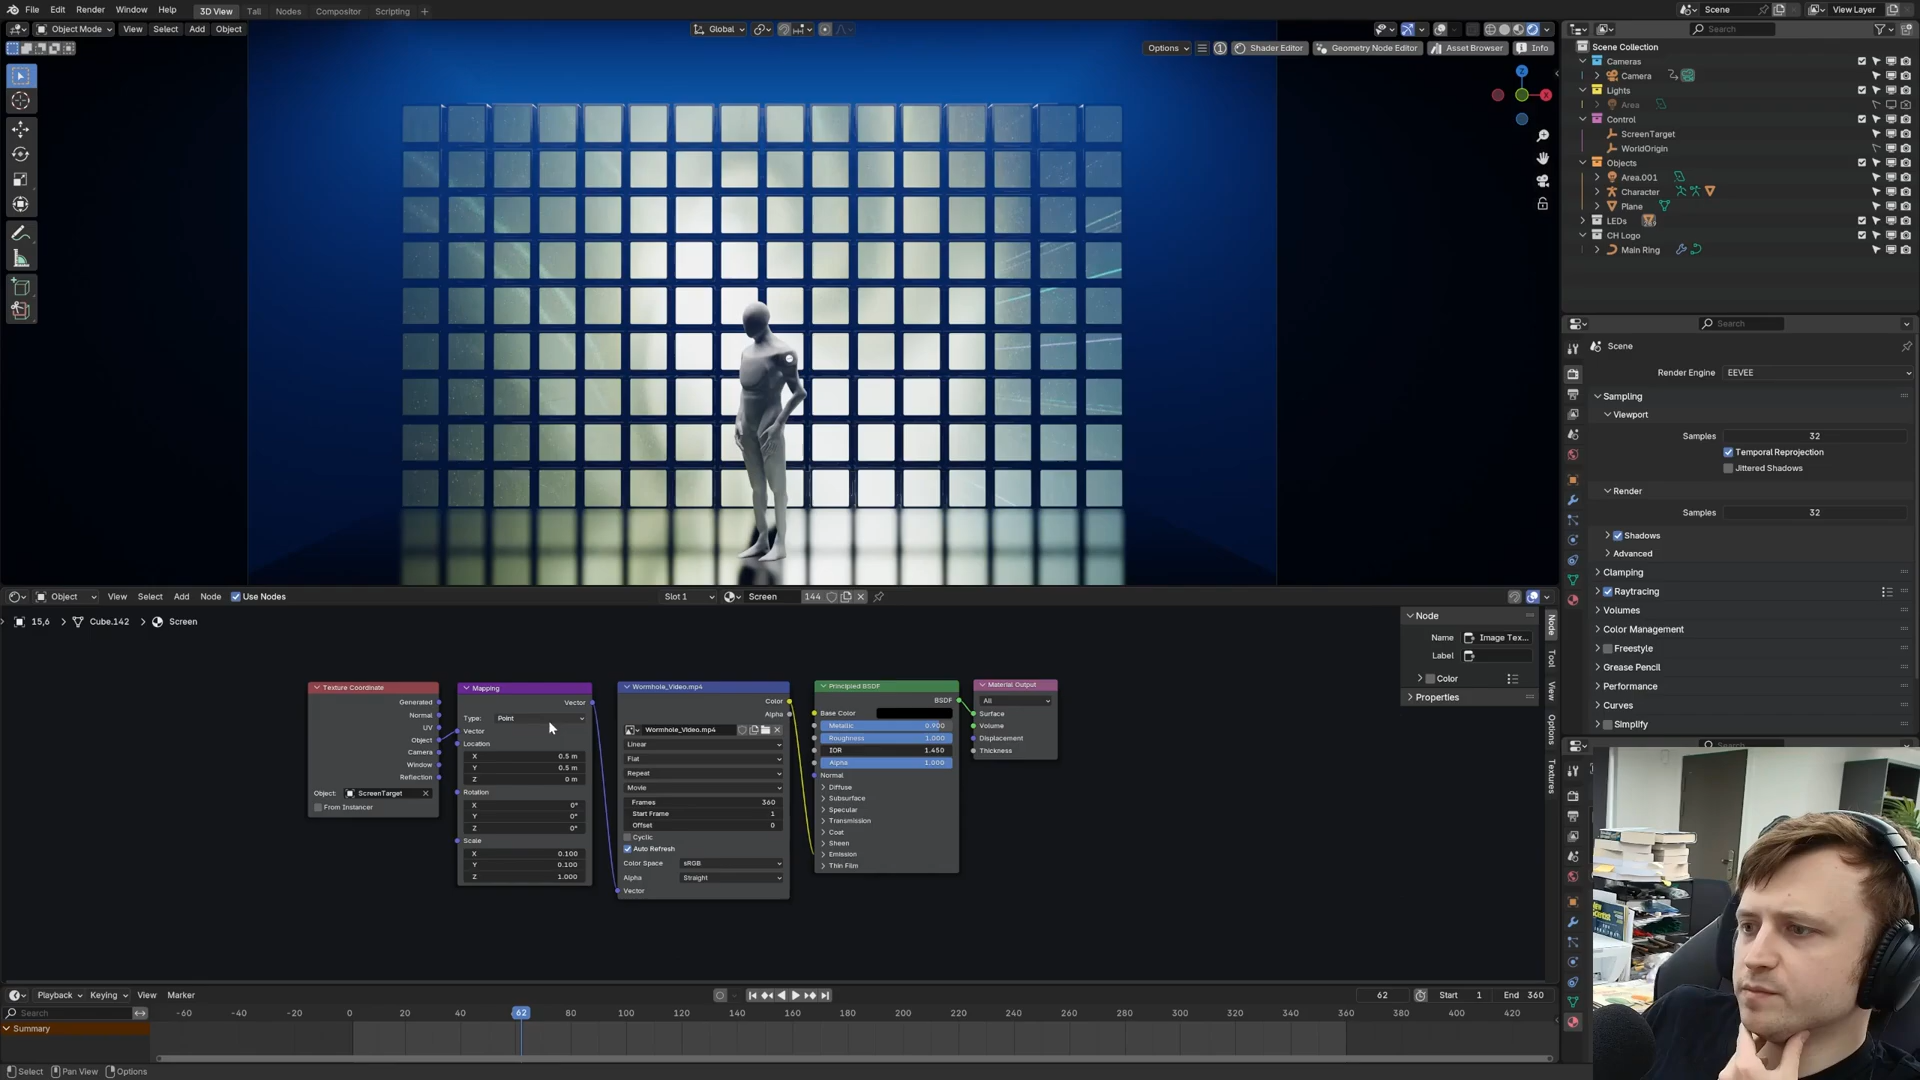 File Edit Render Window Help 3D View Tall Nodes Compositor Scripting + Scene View Layer
Object Mode View Select Add Object Global
Options Shader Editor Geometry Node Editor Asset Browser Info
Z
X
Search
Scene Collection
Cameras
Camera
Lights
Area
Control
ScreenTarget
WorldOrigin
Objects
Area.001
Character
Plane
LEDs
CH Logo
Main Ring
Search
Scene
Render Engine EEVEE
Sampling
Viewport
Samples 32
Temporal Reprojection
Jittered Shadows
Render
Samples 32
Shadows
Advanced
Clamping
Raytracing
Volumes
Color Management
Freestyle
Grease Pencil
Performance
Simplify
Search
Object View Select Add Node Use Nodes Slot 1 Screen 144
15,6 > Cube.142 > Screen
Texture Coordinate
Generated
Normal
UV
Object
Camera
Window
Reflection
Object: ScreenTarget
From Instancer
Mapping
Vector
Type: Point
Vector
Location
X 0.5 m
Y 0.5 m
Z 0 m
Rotation
X 0°
Y 0°
Z 0°
Scale
X 0.100
Y 0.100
Z 1.000
Wormhole_Video.mp4
Color
Alpha
Wormhole_Video.mp4
Linear
Flat
Repeat
Movie
Frames 360
Start Frame 1
Offset 0
Cyclic
Auto Refresh
Color Space sRGB
Alpha Straight
Vector
Principled BSDF
BSDF
Base Color
Metallic 0.900
Roughness 1.000
IOR 1.450
Alpha 1.000
Normal
Diffuse
Subsurface
Specular
Transmission
Coat
Sheen
Emission
Thin Film
Material Output
All
Surface
Volume
Displacement
Thickness
Node
Name Image Tex...
Label
Color
Properties
Node
Tool
View
Options
Textures
Playback Keying View Marker 62 Start 1 End 360
Search -60 -40 -20 0 20 40 62 80 100 120 140 160 180 200 220 240 260 280 300 320 340 360 380 400 420
Summary
Select Pan View Options